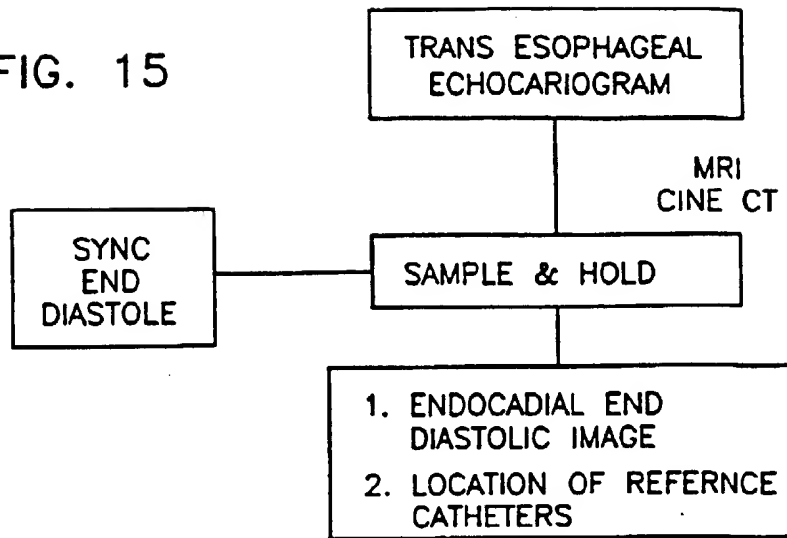 FIG. 15
TRANS ESOPHAGEAL
ECHOCARIOGRAM
MRI
CINE CT
SYNC
END
DIASTOLE
SAMPLE & HOLD
1. ENDOCADIAL END
DIASTOLIC IMAGE
2. LOCATION OF REFERNCE
CATHETERS